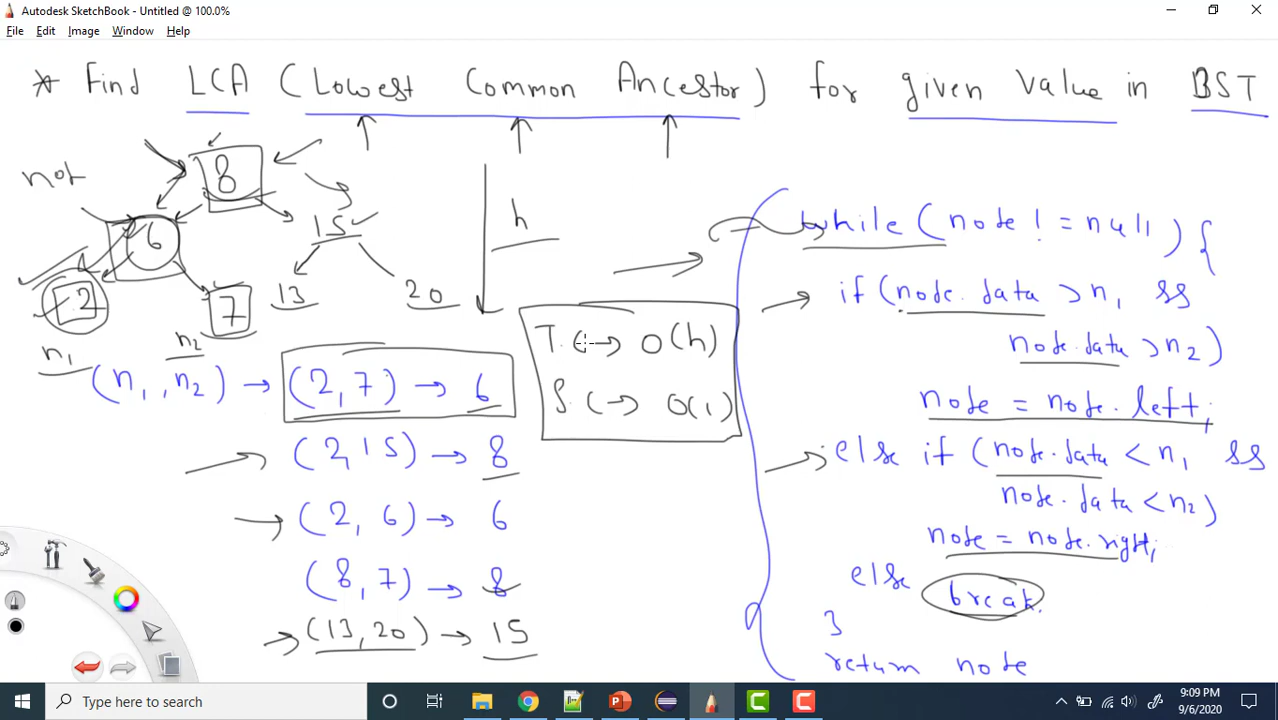 Autodesk SketchBook - Untitled @ 100.0%
File Edit Image Window Help
* Find LCA (Lowest Common Ancestor) for given value in BST
not
8
6
15
2
7
13
20
h
n1
n2
(n1, n2) → (2, 7) → 6
(2, 15) → 8
(2, 6) → 6
(8, 7) → 8
→ (13, 20) → 15
T.C → O(h)
S.C → O(1)
while (node != null) {
if (node.data > n1 &&
node.data > n2)
node = node.left;
else if (node.data < n1 &&
node.data < n2)
node = node.right;
else break.
}
return node
Type here to search
9:09 PM
9/6/2020